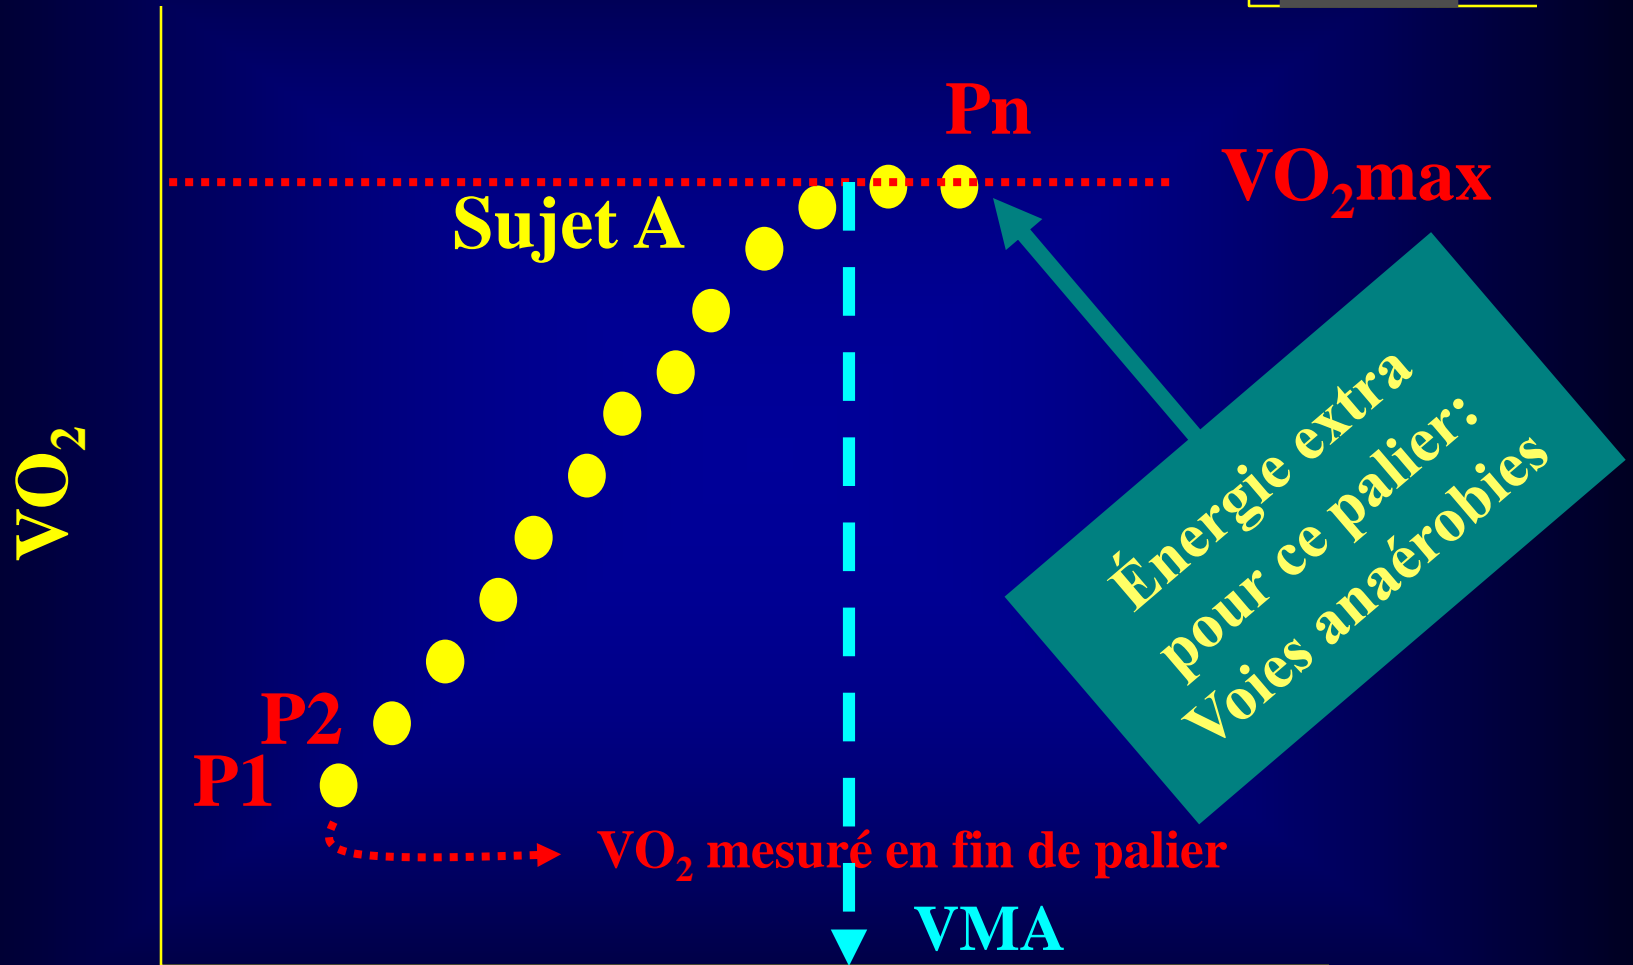 Pn
VO₂max
Sujet A
Énergie extra
pour ce palier:
Voies anaérobies
VO₂
P2
P1
VO₂ mesuré en fin de palier
VMA